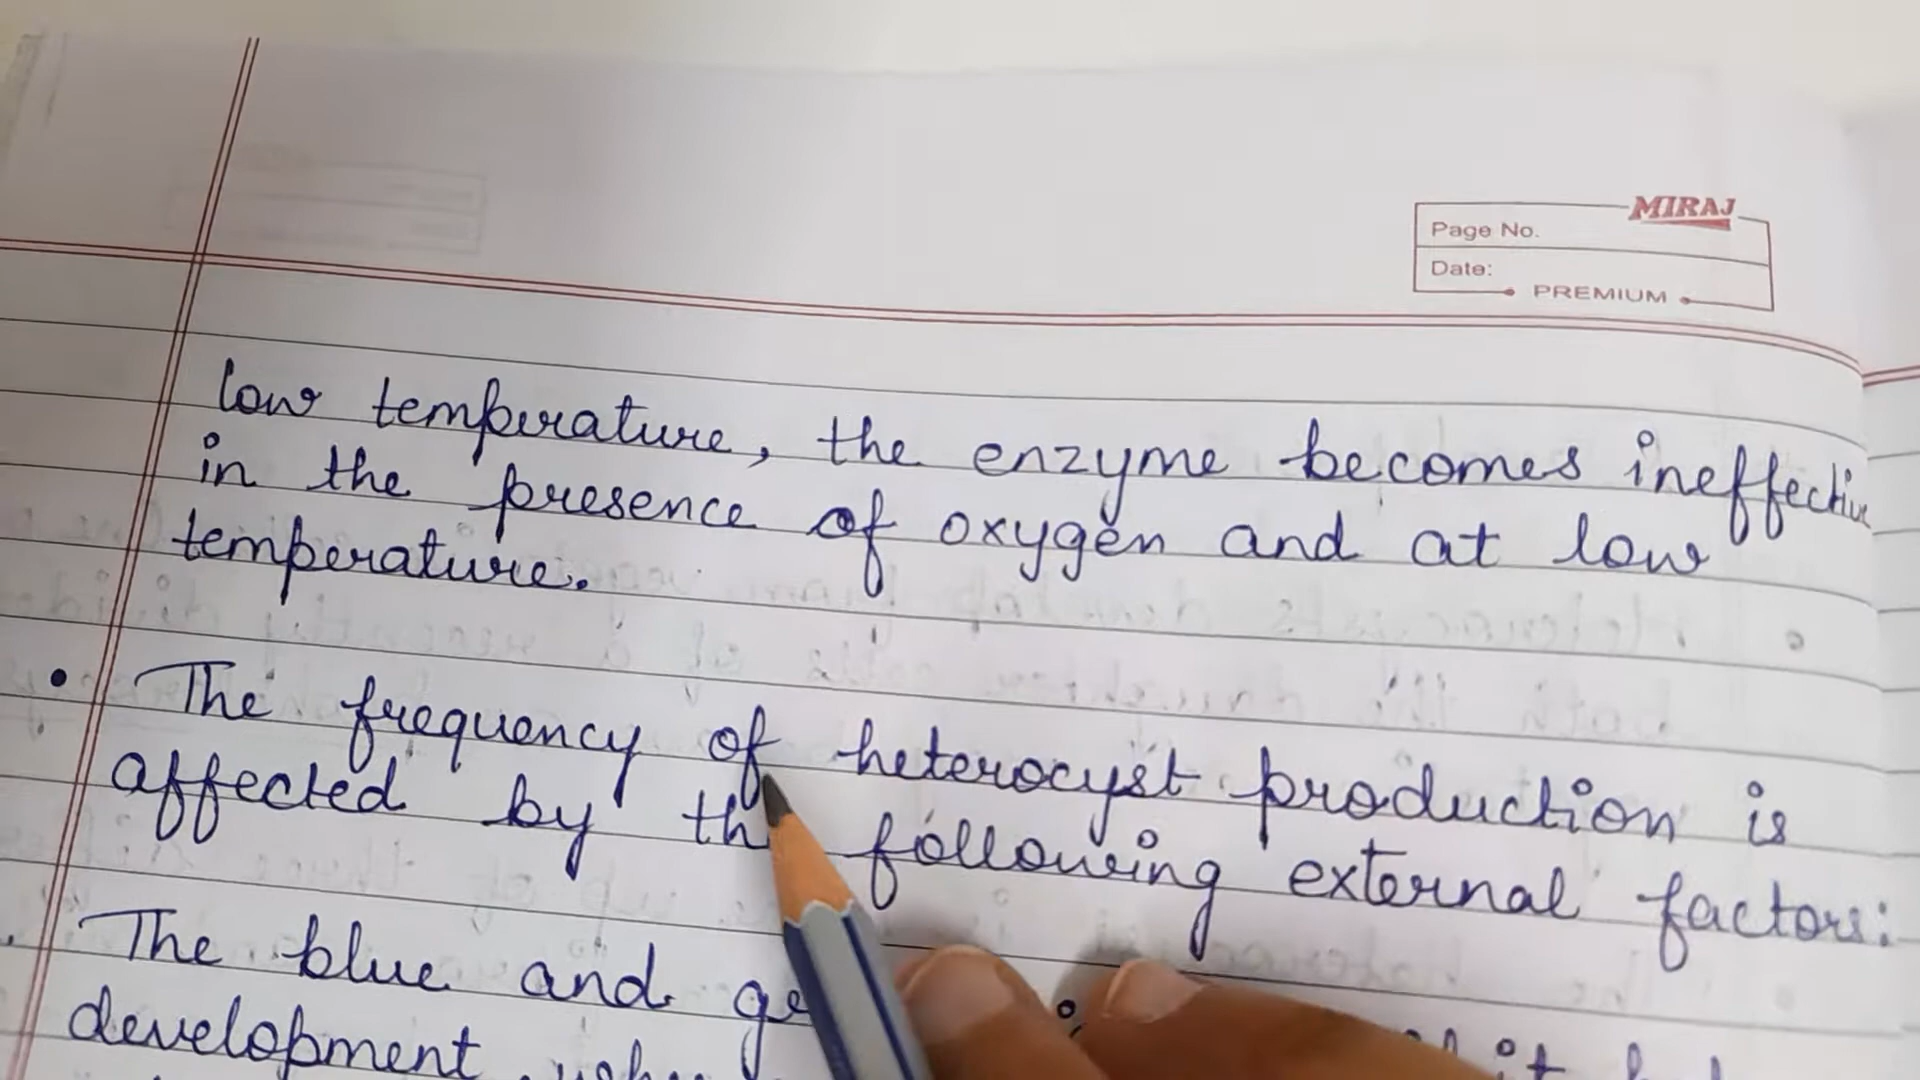 MIRAJ
Page No.
Date:
PREMIUM
low temperature, the enzyme becomes ineffective
in the presence of oxygen and at low
temperature.
• The frequency of heterocyst production is
affected by th following external factors:
The blue and
development